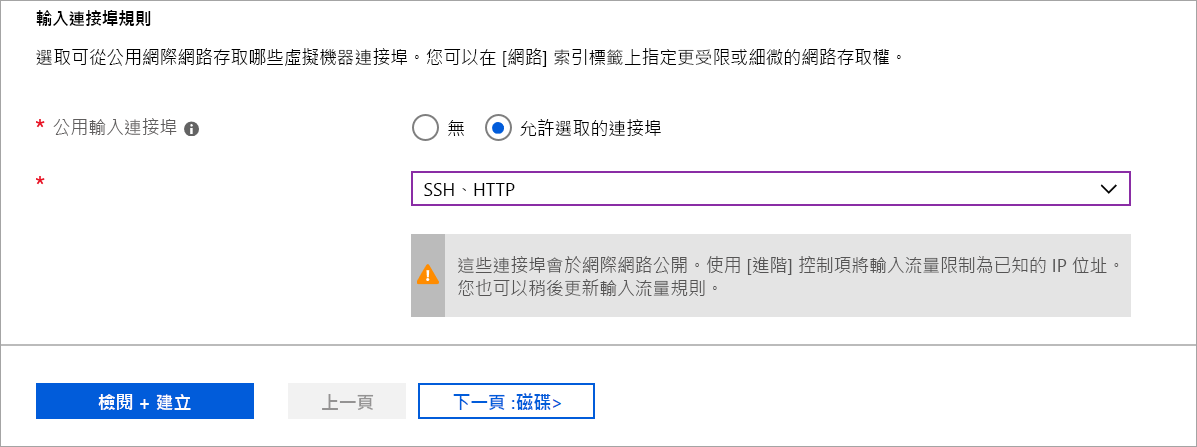 輸入連接埠規則
選取可從公用網際網路存取哪些虛擬機器連接埠。您可以在 [網路] 索引標籤上指定更受限或細微的網路存取權。
* 公用輸入連接埠
無
允許選取的連接埠
*
SSH、HTTP
這些連接埠會於網際網路公開。使用 [進階] 控制項將輸入流量限制為已知的 IP 位址。
您也可以稍後更新輸入流量規則。
檢閱 + 建立
上一頁
下一頁 :磁碟>